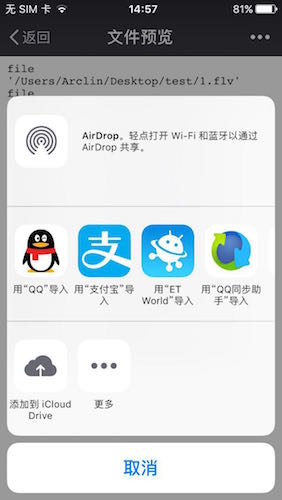 无 SIM 卡 14:57 81%
返回 文件预览
file
'/Users/Arclin/Desktop/test/1.flv'
file
AirDrop。轻点打开 Wi-Fi 和蓝牙以通过
AirDrop 共享。
支
用“QQ”导入 用“支付宝”导 用“ET 用“QQ同步助
入 World”导入 手”导入
添加到 iCloud 更多
Drive
取消